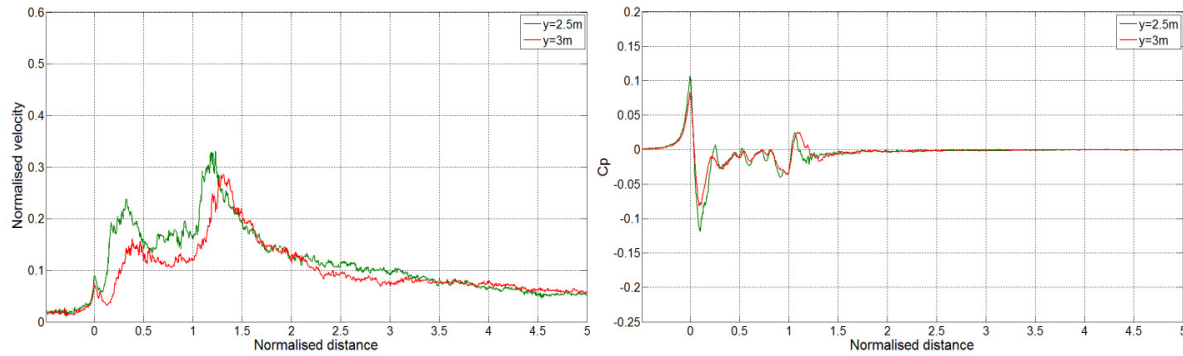 Normalised velocity
0.6
0.5
0.4
0.3
0.2
0.1
0
0 0.5 1 1.5 2 2.5 3 3.5 4 4.5 5
Normalised distance
y=2.5m
y=3m
Cp
0.2
0.15
0.1
0.05
0
-0.05
-0.1
-0.15
-0.2
-0.25
0 0.5 1 1.5 2 2.5 3 3.5 4 4.5 5
Normalised distance
y=2.5m
y=3m